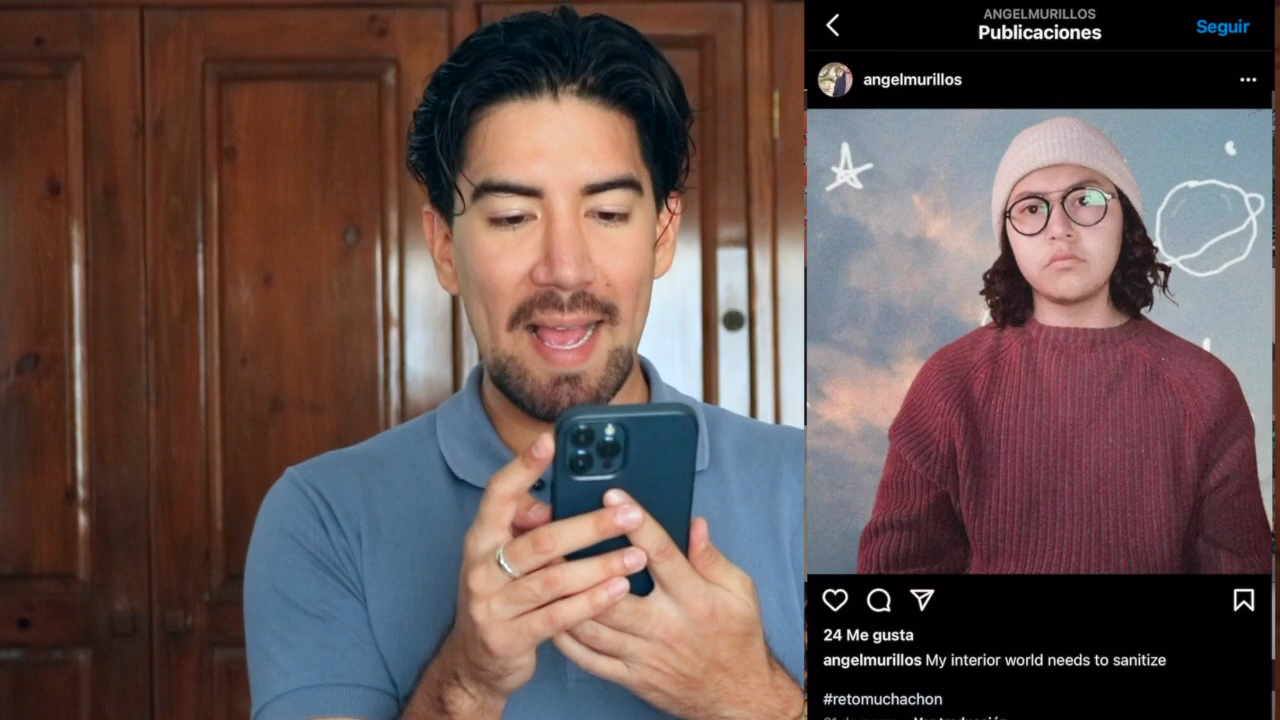 ANGELMURILLOS
Publicaciones
Seguir
angelmurillos
24 Me gusta
angelmurillos My interior world needs to sanitize
#retomuchachon